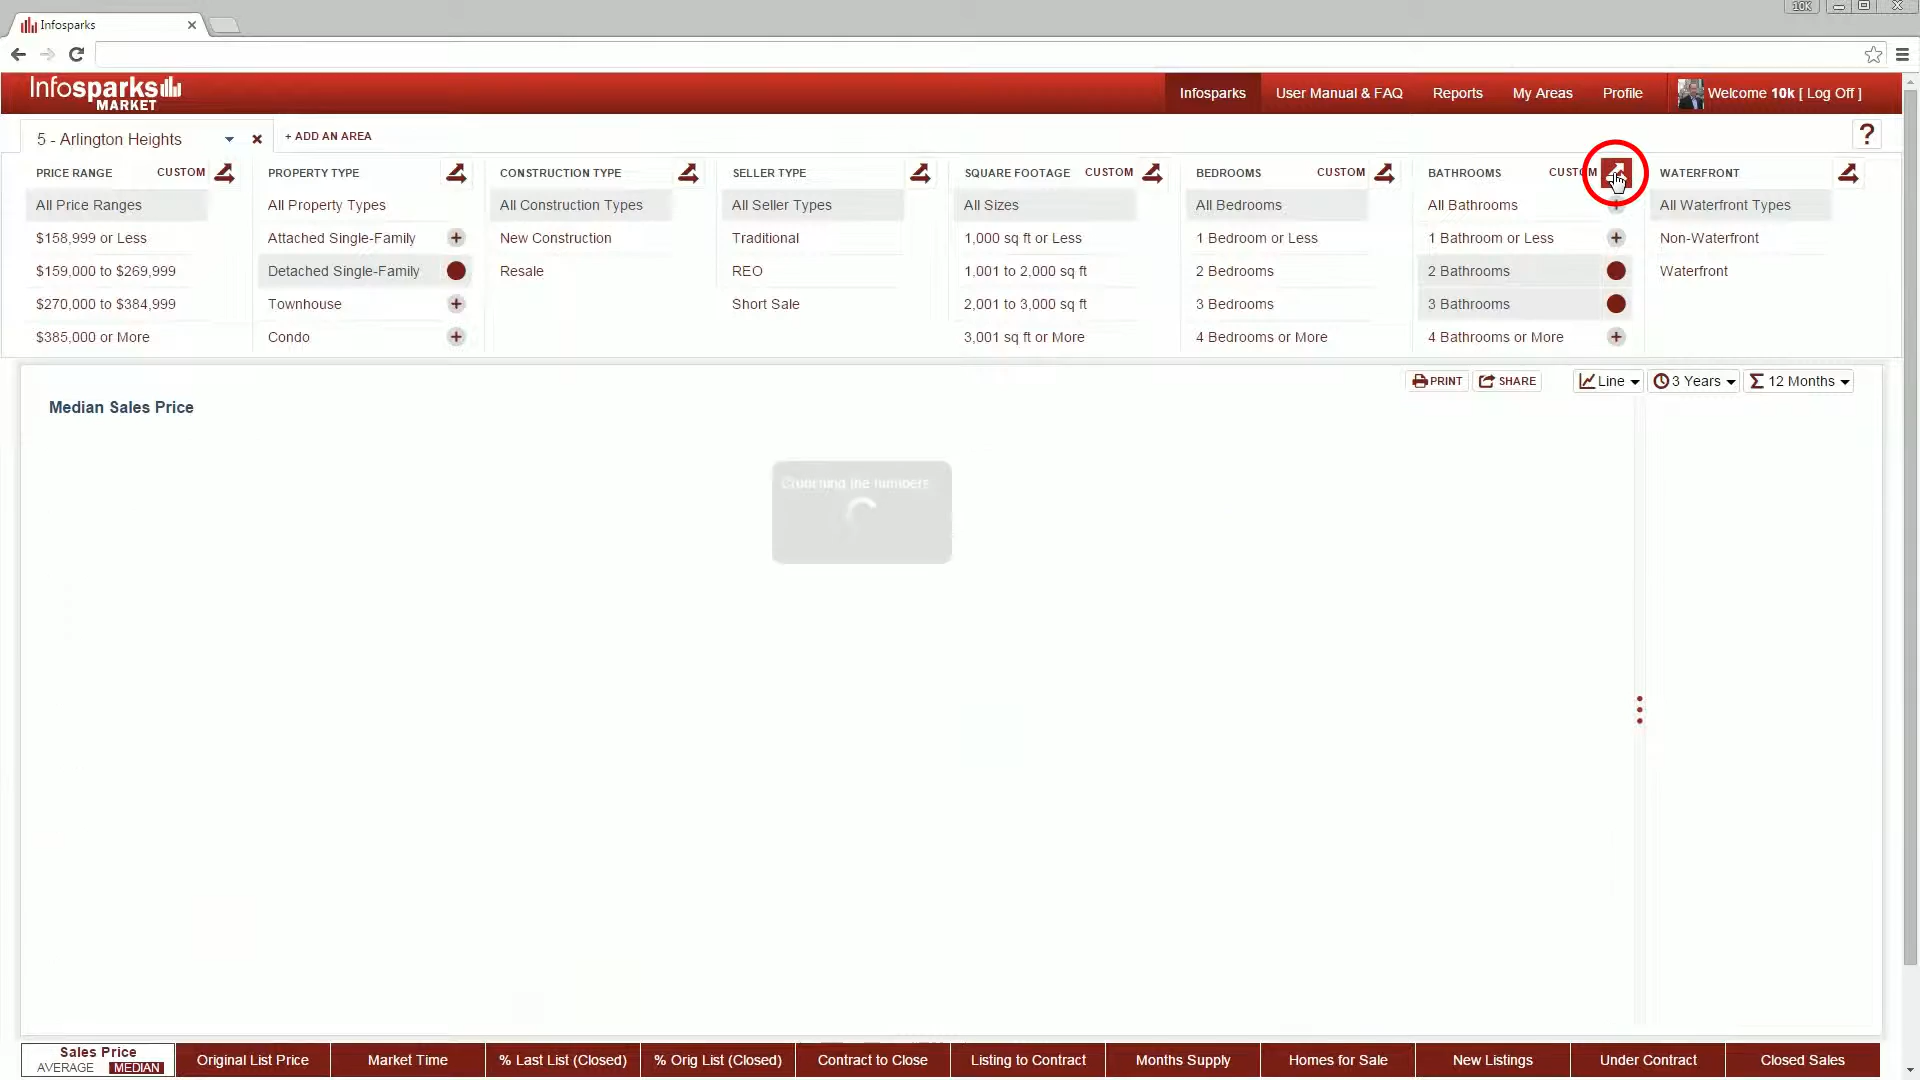 10K
Infosparks
Infosparks
MARKET
Infosparks
User Manual & FAQ
Reports
My Areas
Profile
Welcome 10k [ Log Off ]
5 - Arlington Heights
+ ADD AN AREA
?
PRICE RANGE
CUSTOM
All Price Ranges
$158,999 or Less
$159,000 to $269,999
$270,000 to $384,999
$385,000 or More
PROPERTY TYPE
All Property Types
Attached Single-Family
Detached Single-Family
Townhouse
Condo
CONSTRUCTION TYPE
All Construction Types
New Construction
Resale
SELLER TYPE
All Seller Types
Traditional
REO
Short Sale
SQUARE FOOTAGE
CUSTOM
All Sizes
1,000 sq ft or Less
1,001 to 2,000 sq ft
2,001 to 3,000 sq ft
3,001 sq ft or More
BEDROOMS
CUSTOM
All Bedrooms
1 Bedroom or Less
2 Bedrooms
3 Bedrooms
4 Bedrooms or More
BATHROOMS
CUSTOM
All Bathrooms
1 Bathroom or Less
2 Bathrooms
3 Bathrooms
4 Bathrooms or More
WATERFRONT
All Waterfront Types
Non-Waterfront
Waterfront
PRINT
SHARE
Line
3 Years
12 Months
Median Sales Price
Crunching the numbers
Sales Price
AVERAGE MEDIAN
Original List Price
Market Time
% Last List (Closed)
% Orig List (Closed)
Contract to Close
Listing to Contract
Months Supply
Homes for Sale
New Listings
Under Contract
Closed Sales